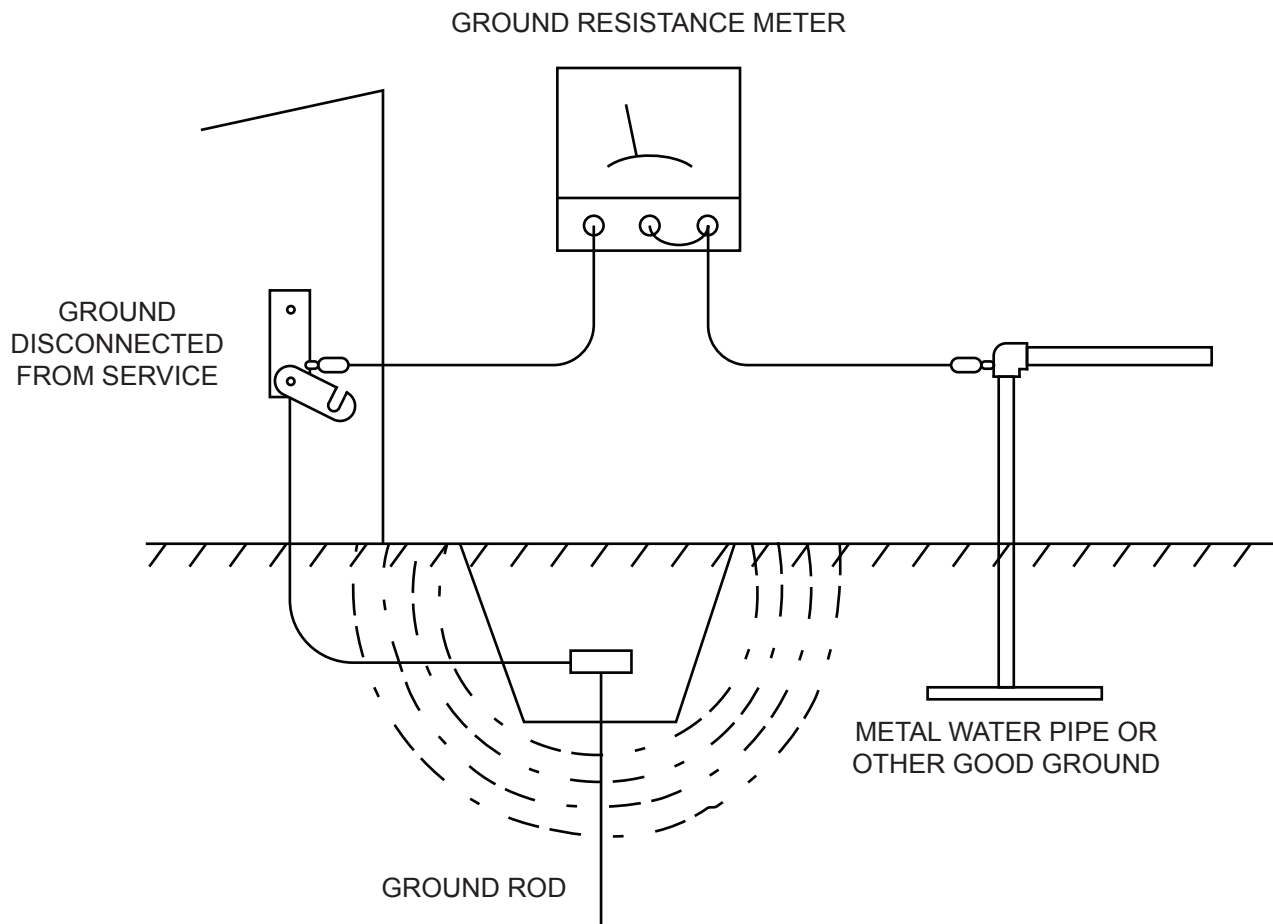 GROUND RESISTANCE METER
GROUND
DISCONNECTED
FROM SERVICE
METAL WATER PIPE OR
OTHER GOOD GROUND
GROUND ROD